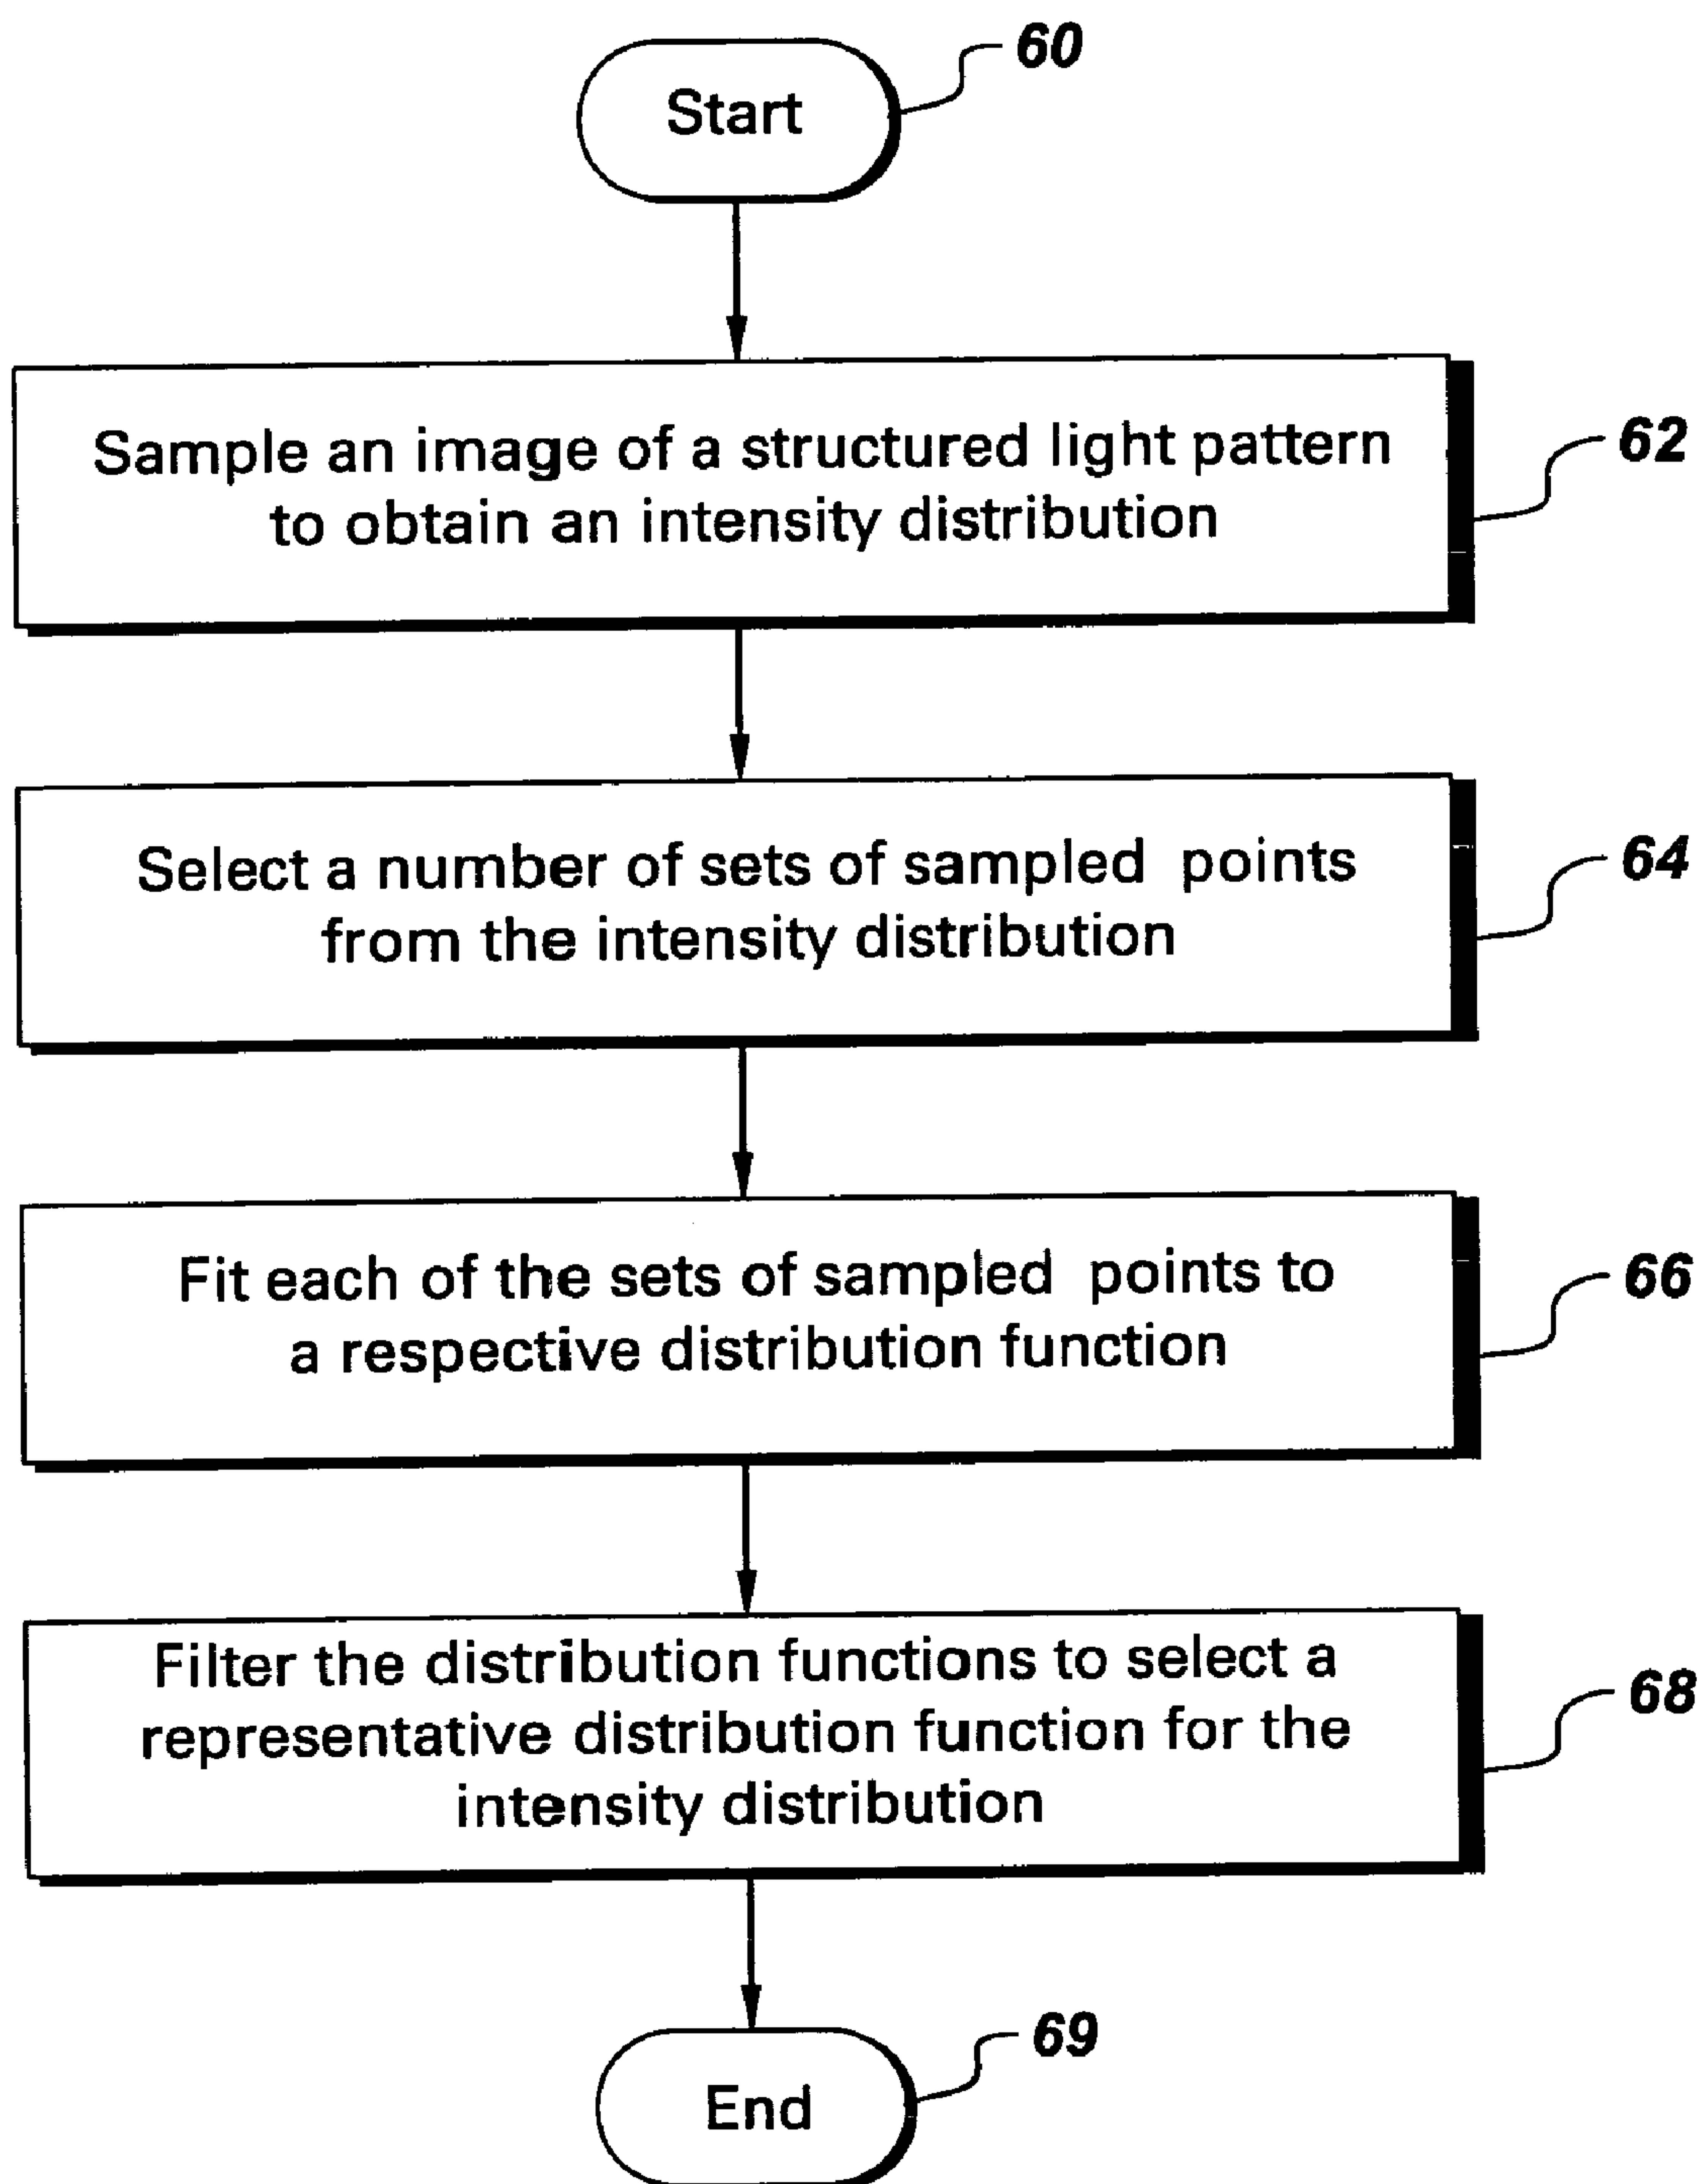 Start
60
Sample an image of a structured light pattern
to obtain an intensity distribution
62
Select a number of sets of sampled points
from the intensity distribution
64
Fit each of the sets of sampled points to
a respective distribution function
66
Filter the distribution functions to select a
representative distribution function for the
intensity distribution
68
End
69